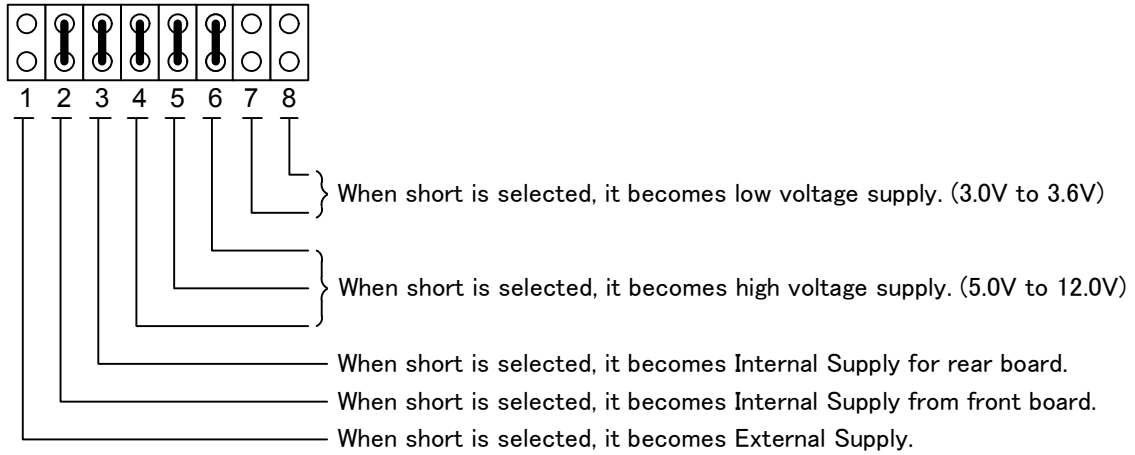 1 2 3 4 5 6 7 8
When short is selected, it becomes low voltage supply. (3.0V to 3.6V)
When short is selected, it becomes high voltage supply. (5.0V to 12.0V)
When short is selected, it becomes Internal Supply for rear board.
When short is selected, it becomes Internal Supply from front board.
When short is selected, it becomes External Supply.